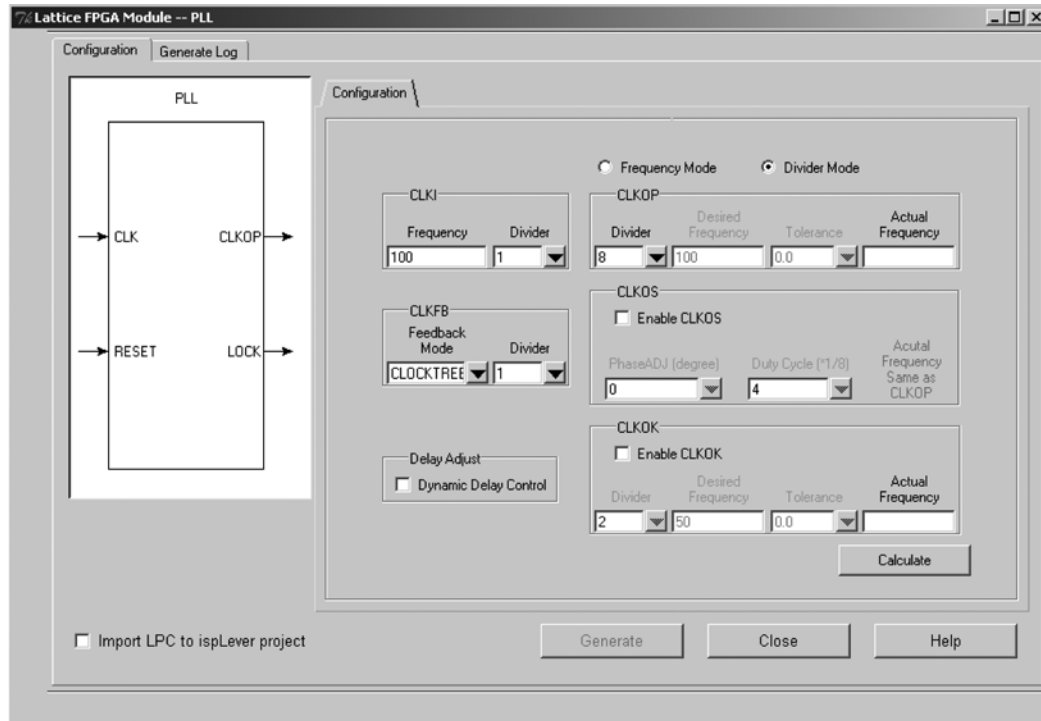 Lattice FPGA Module -- PLL
Configuration
Generate Log
PLL
CLK
CLKOP
RESET
LOCK
Configuration
Frequency Mode
Divider Mode
CLKI
Frequency Divider
100 1
CLKOP
Divider Desired Frequency Tolerance Actual Frequency
8 100 0.0
CLKFB
Feedback Mode Divider
CLOCKTREE 1
CLKOS
Enable CLKOS
PhaseADJ (degree) Duty Cycle (*1/8) Acutal Frequency Same as CLKOP
0 4
Delay Adjust
Dynamic Delay Control
CLKOK
Enable CLKOK
Divider Desired Frequency Tolerance Actual Frequency
2 50 0.0
Calculate
Import LPC to ispLever project
Generate
Close
Help